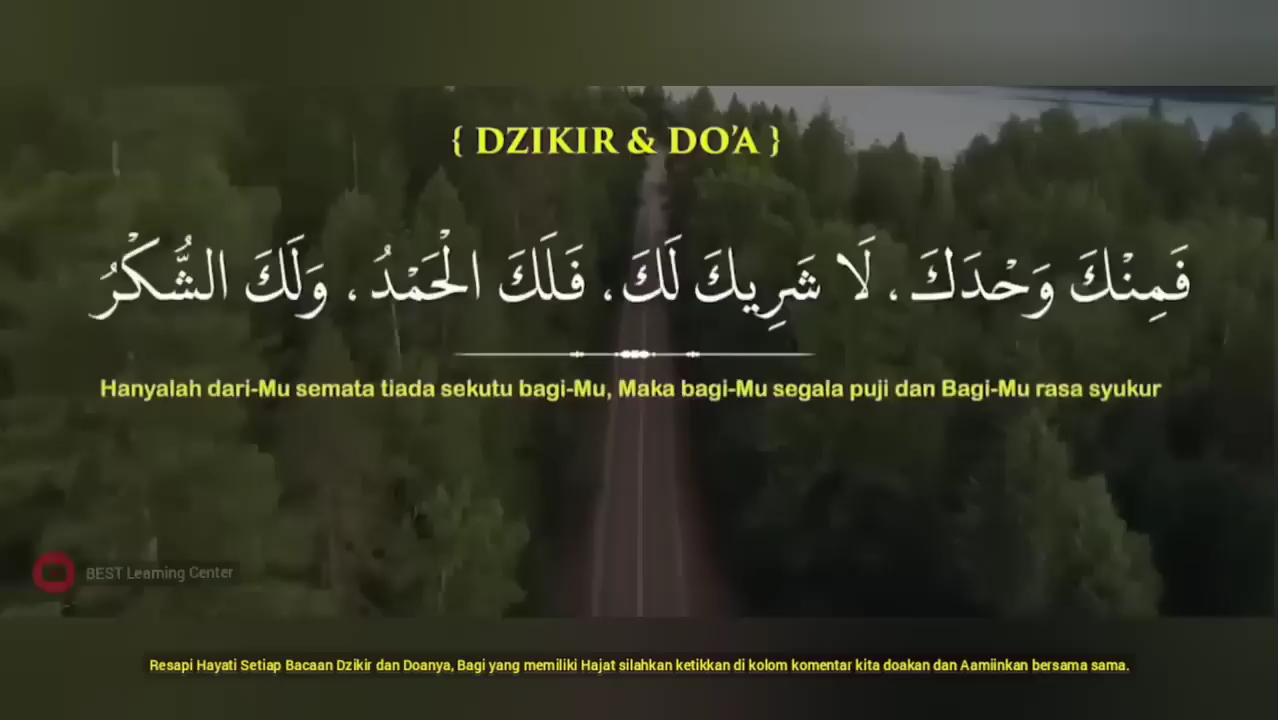 { DZIKIR & DO’A }
فَمِنْكَ وَحْدَكَ، لَا شَرِيكَ لَكَ، فَلَكَ الْحَمْدُ، وَلَكَ الشُّكْرُ
Hanyalah dari-Mu semata tiada sekutu bagi-Mu, Maka bagi-Mu segala puji dan Bagi-Mu rasa syukur
BEST Learning Center
Resapi Hayati Setiap Bacaan Dzikir dan Doanya, Bagi yang memiliki Hajat silahkan ketikkan di kolom komentar kita doakan dan Aamiinkan bersama sama.